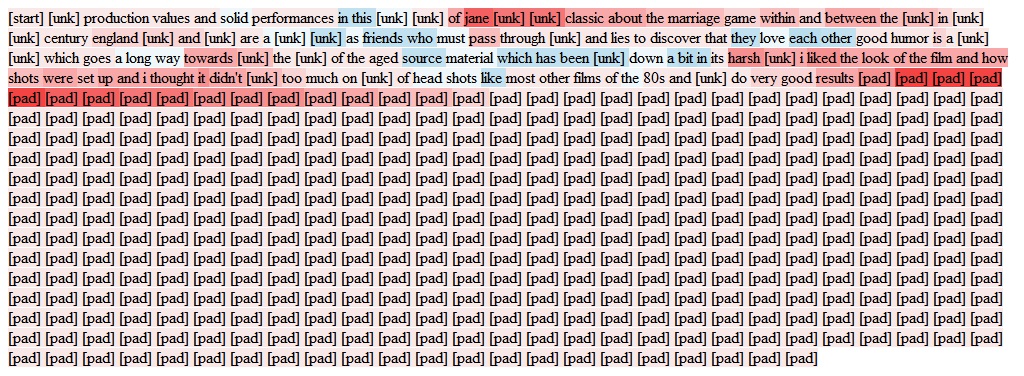 [start] [unk] production values and solid performances in this [unk] [unk] of jane [unk] [unk] classic about the marriage game within and between the [unk] in [unk]
[unk] century england [unk] and [unk] are a [unk] [unk] as friends who must pass through [unk] and lies to discover that they love each other good humor is a [unk]
[unk] which goes a long way towards [unk] the [unk] of the aged source material which has been [unk] down a bit in its harsh [unk] i liked the look of the film and how
shots were set up and i thought it didn't [unk] too much on [unk] of head shots like most other films of the 80s and [unk] do very good results [pad] [pad] [pad] [pad]
[pad] [pad] [pad] [pad] [pad] [pad] [pad] [pad] [pad] [pad] [pad] [pad] [pad] [pad] [pad] [pad] [pad] [pad] [pad] [pad] [pad] [pad] [pad] [pad] [pad] [pad] [pad]
[pad] [pad] [pad] [pad] [pad] [pad] [pad] [pad] [pad] [pad] [pad] [pad] [pad] [pad] [pad] [pad] [pad] [pad] [pad] [pad] [pad] [pad] [pad] [pad] [pad] [pad] [pad]
[pad] [pad] [pad] [pad] [pad] [pad] [pad] [pad] [pad] [pad] [pad] [pad] [pad] [pad] [pad] [pad] [pad] [pad] [pad] [pad] [pad] [pad] [pad] [pad] [pad] [pad] [pad]
[pad] [pad] [pad] [pad] [pad] [pad] [pad] [pad] [pad] [pad] [pad] [pad] [pad] [pad] [pad] [pad] [pad] [pad] [pad] [pad] [pad] [pad] [pad] [pad] [pad] [pad] [pad]
[pad] [pad] [pad] [pad] [pad] [pad] [pad] [pad] [pad] [pad] [pad] [pad] [pad] [pad] [pad] [pad] [pad] [pad] [pad] [pad] [pad] [pad] [pad] [pad] [pad] [pad] [pad]
[pad] [pad] [pad] [pad] [pad] [pad] [pad] [pad] [pad] [pad] [pad] [pad] [pad] [pad] [pad] [pad] [pad] [pad] [pad] [pad] [pad] [pad] [pad] [pad] [pad] [pad] [pad]
[pad] [pad] [pad] [pad] [pad] [pad] [pad] [pad] [pad] [pad] [pad] [pad] [pad] [pad] [pad] [pad] [pad] [pad] [pad] [pad] [pad] [pad] [pad] [pad] [pad] [pad] [pad]
[pad] [pad] [pad] [pad] [pad] [pad] [pad] [pad] [pad] [pad] [pad] [pad] [pad] [pad] [pad] [pad] [pad] [pad] [pad] [pad] [pad] [pad] [pad] [pad] [pad] [pad] [pad]
[pad] [pad] [pad] [pad] [pad] [pad] [pad] [pad] [pad] [pad] [pad] [pad] [pad] [pad] [pad] [pad] [pad] [pad] [pad] [pad] [pad] [pad] [pad] [pad] [pad] [pad] [pad]
[pad] [pad] [pad] [pad] [pad] [pad] [pad] [pad] [pad] [pad] [pad] [pad] [pad] [pad] [pad] [pad] [pad] [pad] [pad] [pad] [pad] [pad] [pad] [pad] [pad] [pad] [pad]
[pad] [pad] [pad] [pad] [pad] [pad] [pad] [pad] [pad] [pad] [pad] [pad] [pad] [pad] [pad] [pad] [pad] [pad] [pad] [pad] [pad] [pad] [pad] [pad] [pad] [pad] [pad]
[pad] [pad] [pad] [pad] [pad] [pad] [pad] [pad] [pad] [pad] [pad] [pad] [pad] [pad] [pad] [pad] [pad] [pad] [pad] [pad] [pad] [pad] [pad] [pad] [pad] [pad] [pad]
[pad] [pad] [pad] [pad] [pad] [pad] [pad] [pad] [pad] [pad] [pad] [pad] [pad] [pad] [pad] [pad] [pad] [pad] [pad] [pad] [pad] [pad] [pad] [pad] [pad] [pad] [pad]
[pad] [pad] [pad] [pad] [pad] [pad] [pad] [pad] [pad] [pad] [pad] [pad] [pad] [pad] [pad] [pad] [pad] [pad] [pad] [pad] [pad] [pad]